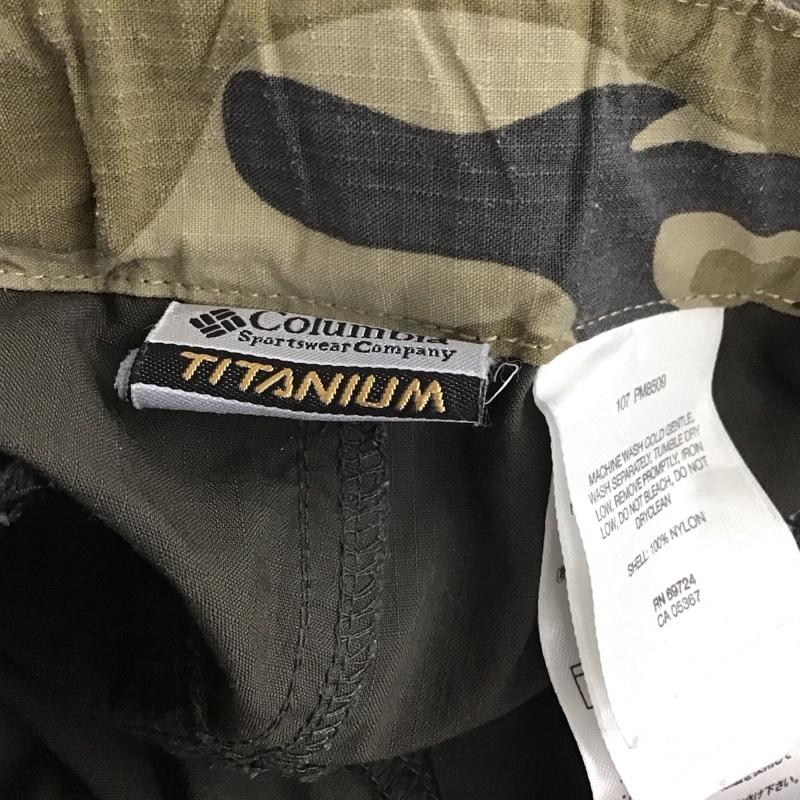 Columbia
Sportswear Company
TITANIUM
107 PM8509
MACHINE WASH COLD GENTLE,
WASH SEPARATELY, TUMBLE DRY
LOW, REMOVE PROMPTLY, IRON
LOW, DO NOT BLEACH, DO NOT
DRYCLEAN
SHELL: 100% NYLON
RN 69724
CA 05367